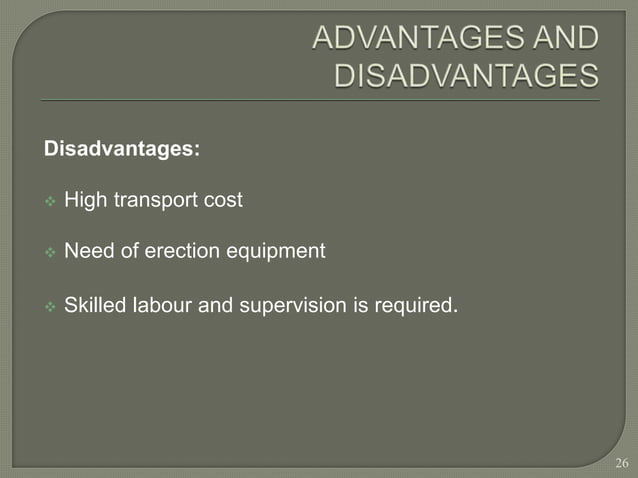 ADVANTAGES AND
DISADVANTAGES
Disadvantages:
❖ High transport cost
❖ Need of erection equipment
❖ Skilled labour and supervision is required.
26